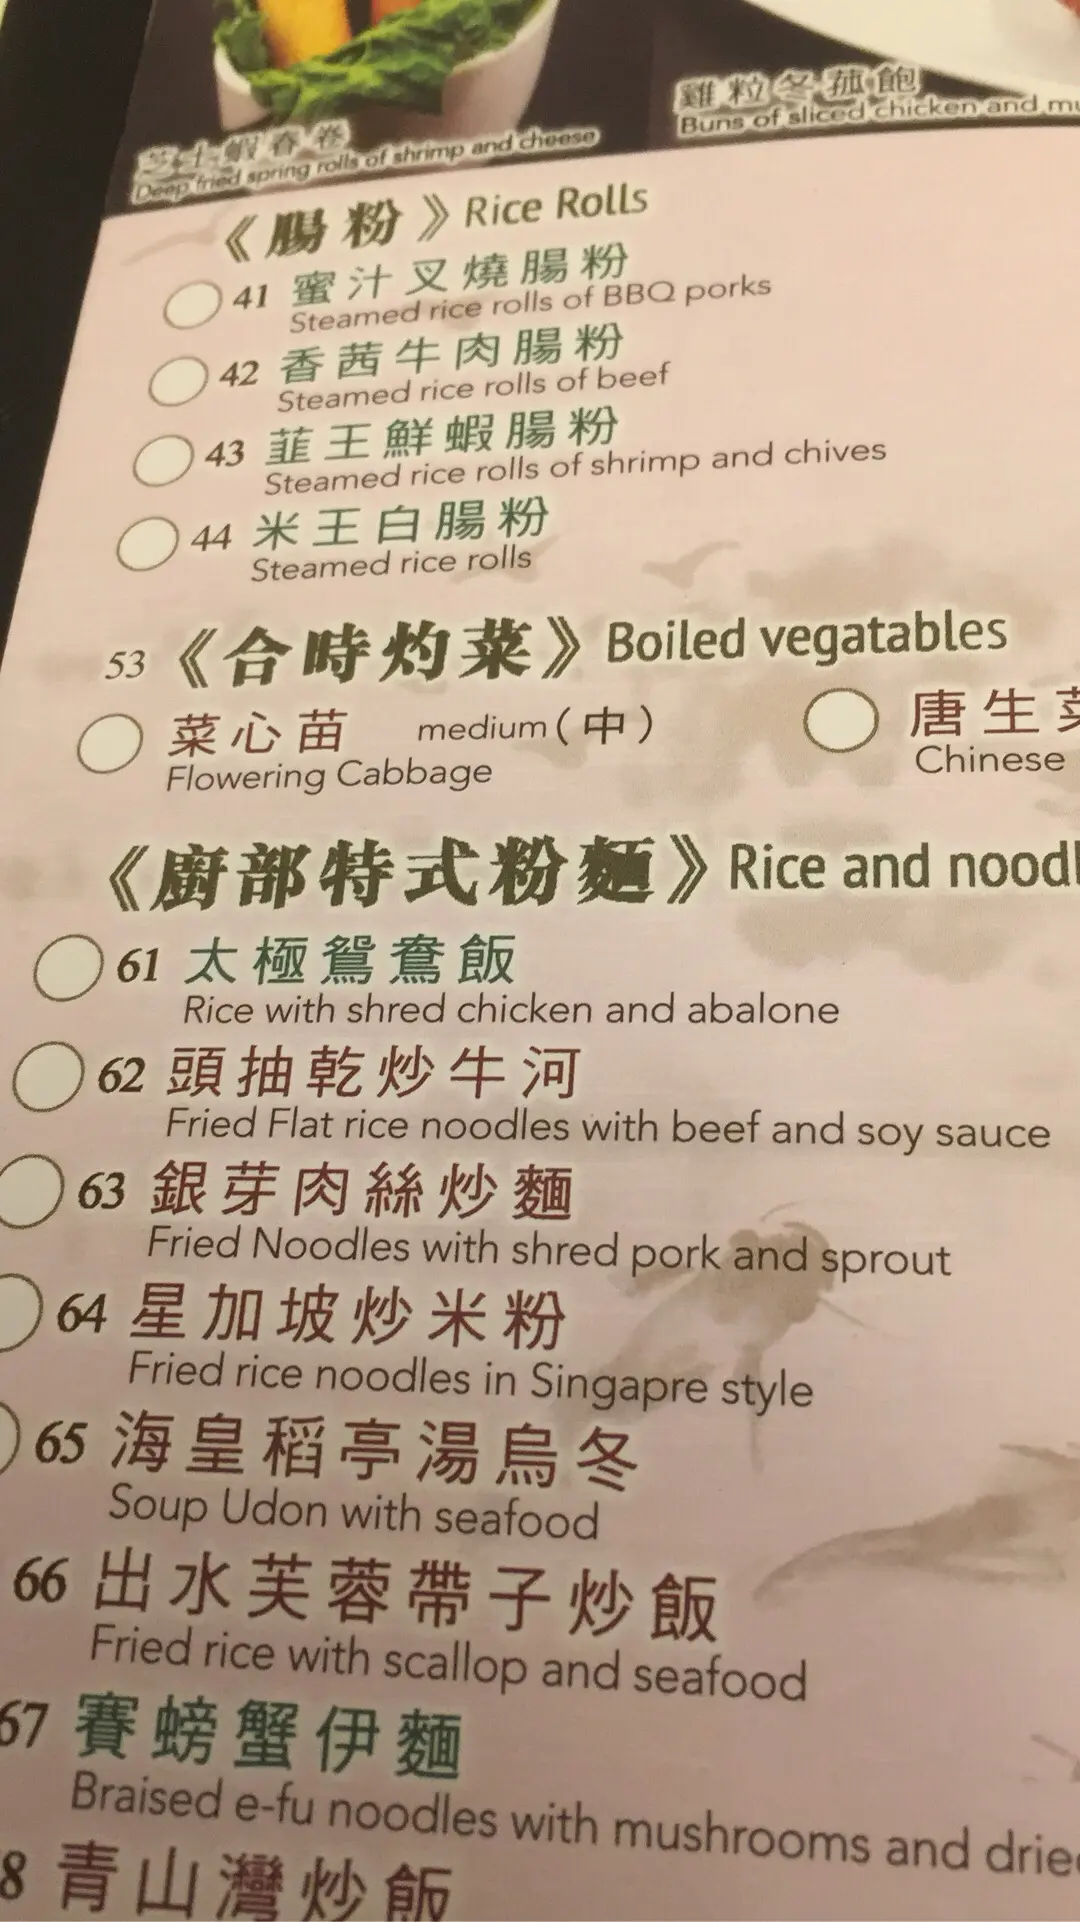 芝士蝦春卷
Deep fried spring rolls of shrimp and cheese
雞粒冬菰飽
Buns of sliced chicken and
《腸粉》Rice Rolls
41 蜜汁叉燒腸粉
Steamed rice rolls of BBQ porks
42 香茜牛肉腸粉
Steamed rice rolls of beef
43 韮王鮮蝦腸粉
Steamed rice rolls of shrimp and chives
44 米王白腸粉
Steamed rice rolls
53 《合時灼菜》Boiled vegatables
菜心苗 medium(中)
Flowering Cabbage
唐生菜
Chinese
《廚部特式粉麵》Rice and noodl
61 太極鴛鴦飯
Rice with shred chicken and abalone
62 頭抽乾炒牛河
Fried Flat rice noodles with beef and soy sauce
63 銀芽肉絲炒麵
Fried Noodles with shred pork and sprout
64 星加坡炒米粉
Fried rice noodles in Singapre style
65 海皇稻亭湯烏冬
Soup Udon with seafood
66 出水芙蓉帶子炒飯
Fried rice with scallop and seafood
67 賽螃蟹伊麵
Braised e-fu noodles with mushrooms and drie
8 青山灣炒飯